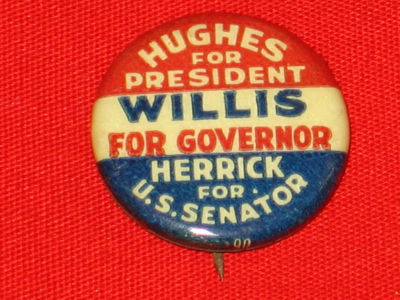 HUGHES
FOR
PRESIDENT
WILLIS
FOR GOVERNOR
HERRICK
FOR
U.S. SENATOR